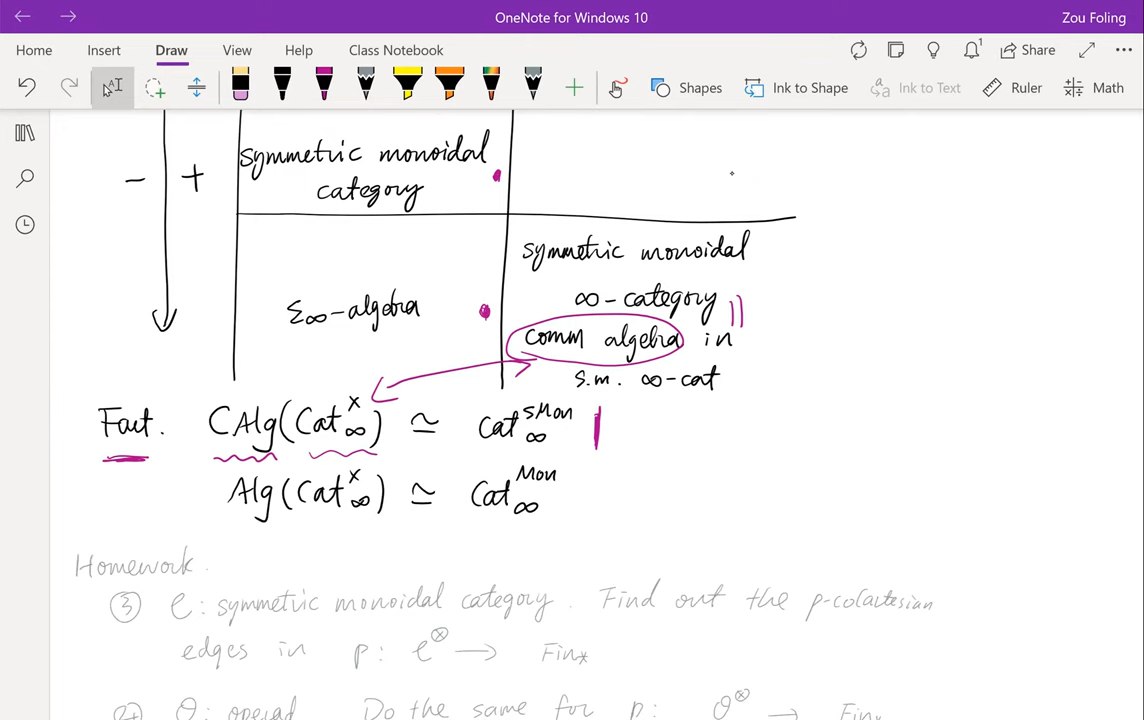 OneNote for Windows 10
Zou Foling
Home Insert Draw View Help Class Notebook
1
Share
Shapes Ink to Shape Ink to Text Ruler Math
symmetric monoidal
− + category
symmetric monoidal
∞-category
Σ∞-algebra
comm algebra in
s.m. ∞-cat
Fact. CAlg(Cat∞^×) ≃ Cat∞^sMon
Alg(Cat∞^×) ≃ Cat∞^Mon
Homework.
③ e: symmetric monoidal category. Find out the p-coCartesian
edges in p: e^⊗ → Fin*
O: operad Do the same for p: O^⊗ → Fin*